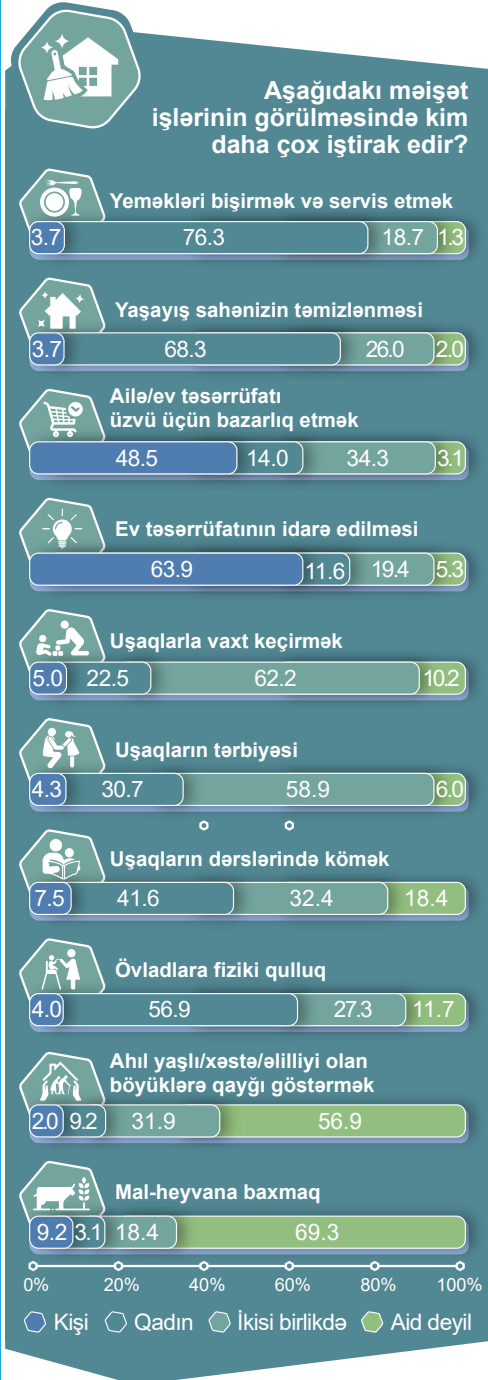 Aşağıdakı məişət
işlərinin görülməsində kim
daha çox iştirak edir?
Yeməkləri bişirmək və servis etmək
3.7 76.3 18.7 1.3
Yaşayış sahənizin təmizlənməsi
3.7 68.3 26.0 2.0
Ailə/ev təsərrüfatı
üzvü üçün bazarlıq etmək
48.5 14.0 34.3 3.1
Ev təsərrüfatının idarə edilməsi
63.9 11.6 19.4 5.3
Uşaqlarla vaxt keçirmək
5.0 22.5 62.2 10.2
Uşaqların tərbiyəsi
4.3 30.7 58.9 6.0
Uşaqların dərslərində kömək
7.5 41.6 32.4 18.4
Övladlara fiziki qulluq
4.0 56.9 27.3 11.7
Ahıl yaşlı/xəstə/əlilliyi olan
böyüklərə qayğı göstərmək
2.0 9.2 31.9 56.9
Mal-heyvana baxmaq
9.2 3.1 18.4 69.3
0% 20% 40% 60% 80% 100%
Kişi Qadın İkisi birlikdə Aid deyil